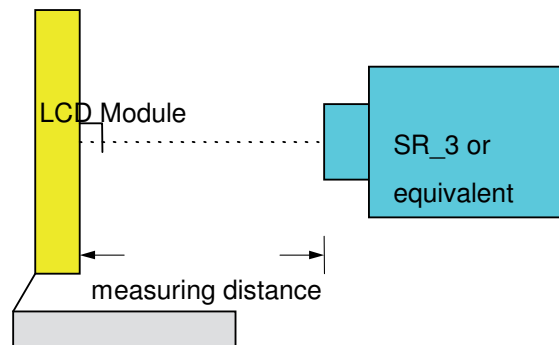 LCD Module
SR_3 or
equivalent
measuring distance